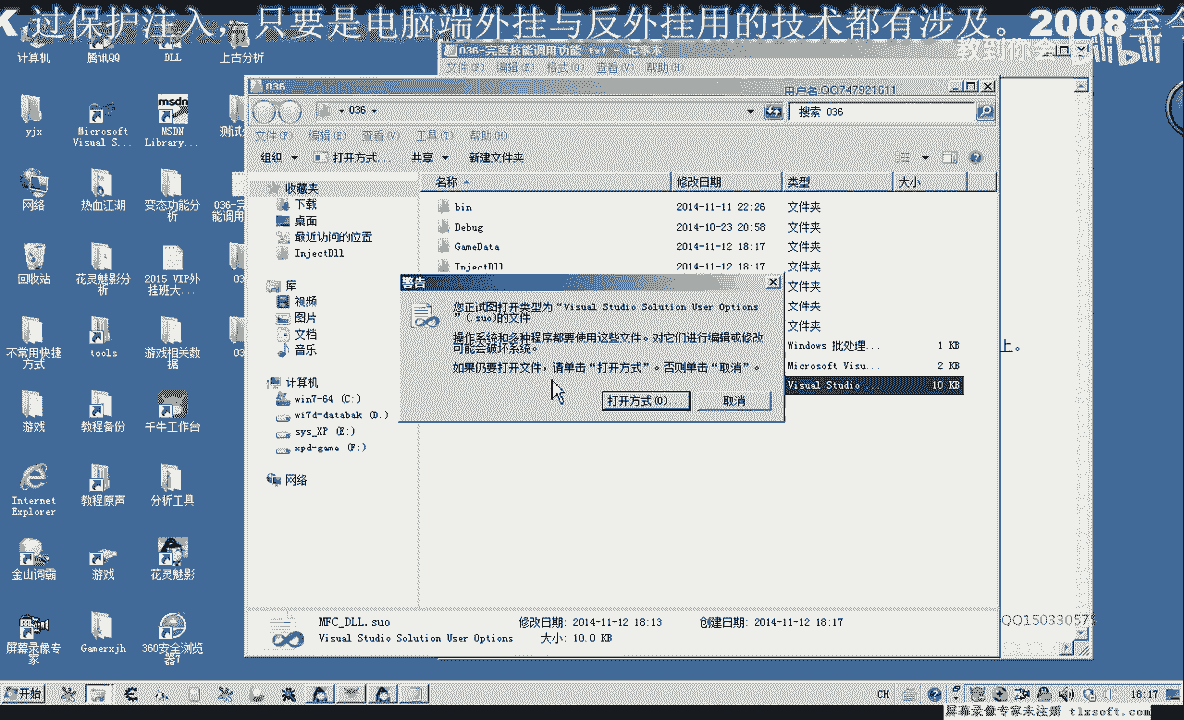 过保护注入，只要是电脑端外挂与反外挂用的技术都有涉及。2008至今
教到你会 bilibili
计算机 腾讯QQ DLL 上古分析
yjx Microsoft Visual S... MSDN Library...
网络 热血江湖 变态功能分析
回收站 花灵魅影分析 2015 VIP外挂班大...
不常用快捷方式 tools 游戏相关数据
游戏 教程备份 千牛工作台
Internet Explorer 教程原声 分析工具
金山词霸 游戏 花灵魅影
屏幕录像专家 Gamerxjh 360安全浏览器7
036-完善技能调用功能.txt - 记事本
文件(F) 编辑(E) 格式(O) 查看(V) 帮助(H)
036
用户名:QQ747921611
036
搜索 036
文件(F) 编辑(E) 查看(V) 工具(T) 帮助(H)
组织 打开方式... 共享 新建文件夹
名称 修改日期 类型 大小
收藏夹
下载
桌面
最近访问的位置
InjectDll
库
视频
图片
文档
音乐
计算机
win7-64 (C:)
wi7d-databak (D:)
sys_XP (E:)
xpd-game (F:)
网络
bin 2014-11-11 22:26 文件夹
Debug 2014-10-23 20:58 文件夹
GameData 2014-11-12 18:17 文件夹
InjectDll 2014-11-12 18:17 文件夹
文件夹
文件夹
文件夹
Windows 批处理... 1 KB
Microsoft Visu... 2 KB
Visual Studio ... 10 KB
警告
您正试图打开类型为“Visual Studio Solution User Options
”(.suo)的文件
操作系统和各种程序都要使用这些文件。对它们进行编辑或修改
可能会破坏系统。
如果仍要打开文件，请单击“打开方式”。否则单击“取消”。
打开方式(O)... 取消
上。
MFC_DLL.suo 修改日期: 2014-11-12 18:13 创建日期: 2014-11-12 18:17
Visual Studio Solution User Options 大小: 10.0 KB
开始 CH 18:17
屏幕录像专家未注册 tlxsoft.com